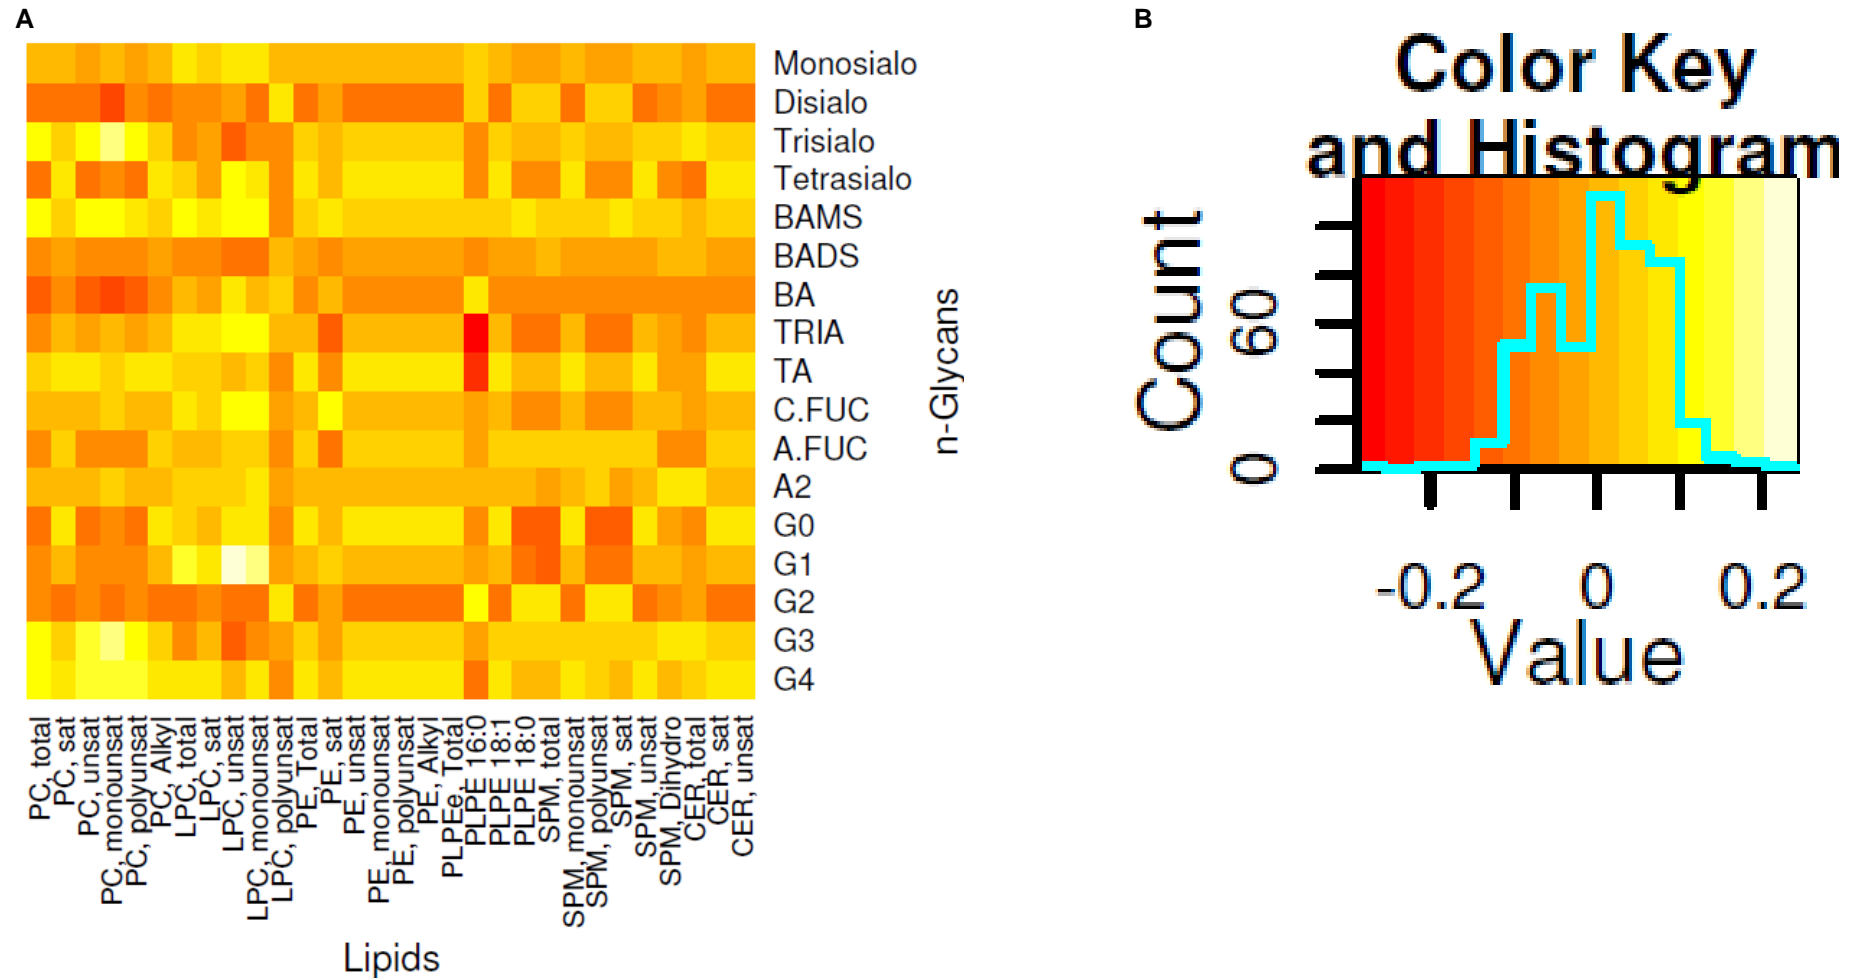 A
Monosialo
Disialo
Trisialo
Tetrasialo
BAMS
BADS
BA
TRIA
TA
C.FUC
A.FUC
A2
G0
G1
G2
G3
G4
n-Glycans
PC, total
PC, sat
PC, unsat
PC, monounsat
PC, polyunsat
PC, Alkyl
LPC, total
LPC, sat
LPC, unsat
LPC, monounsat
LPC, polyunsat
PE, Total
PE, sat
PE, unsat
PE, monounsat
PE, polyunsat
PE, Alkyl
PLPEe, Total
PLPE 16:0
PLPE 18:1
PLPE 18:0
SPM, total
SPM, monounsat
SPM, polyunsat
SPM, sat
SPM, unsat
SPM, Dihydro
CER, total
CER, sat
CER, unsat
Lipids
B
Color Key
and Histogram
Count
0
60
-0.2
0
0.2
Value